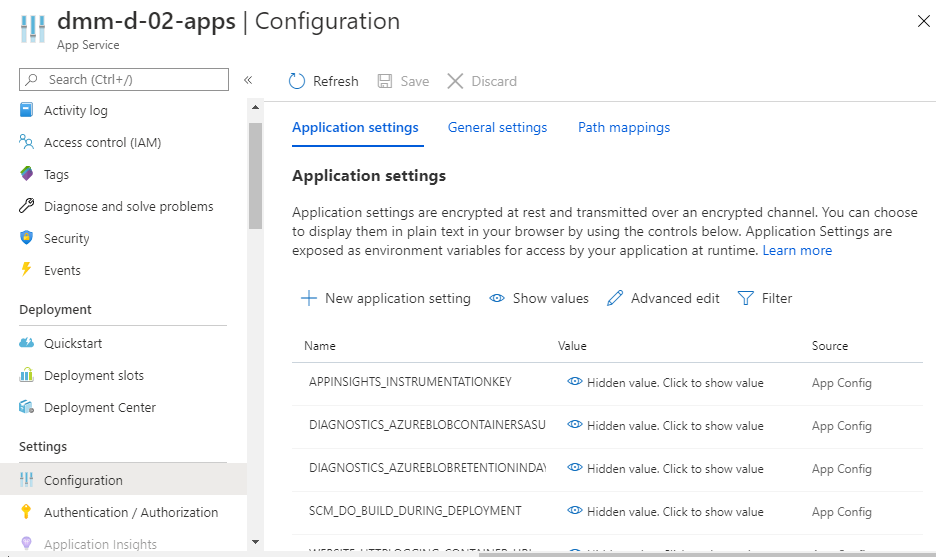 dmm-d-02-apps | Configuration
App Service
Search (Ctrl+/)
«
Activity log
Access control (IAM)
Tags
Diagnose and solve problems
Security
Events
Deployment
Quickstart
Deployment slots
Deployment Center
Settings
Configuration
Authentication / Authorization
Application Insights
Refresh
Save
Discard
Application settings
General settings
Path mappings
Application settings
Application settings are encrypted at rest and transmitted over an encrypted channel. You can choose
to display them in plain text in your browser by using the controls below. Application Settings are
exposed as environment variables for access by your application at runtime. Learn more
New application setting
Show values
Advanced edit
Filter
Name Value Source
APPINSIGHTS_INSTRUMENTATIONKEY Hidden value. Click to show value App Config
DIAGNOSTICS_AZUREBLOBCONTAINERSASU Hidden value. Click to show value App Config
DIAGNOSTICS_AZUREBLOBRETENTIONINDAY Hidden value. Click to show value App Config
SCM_DO_BUILD_DURING_DEPLOYMENT Hidden value. Click to show value App Config